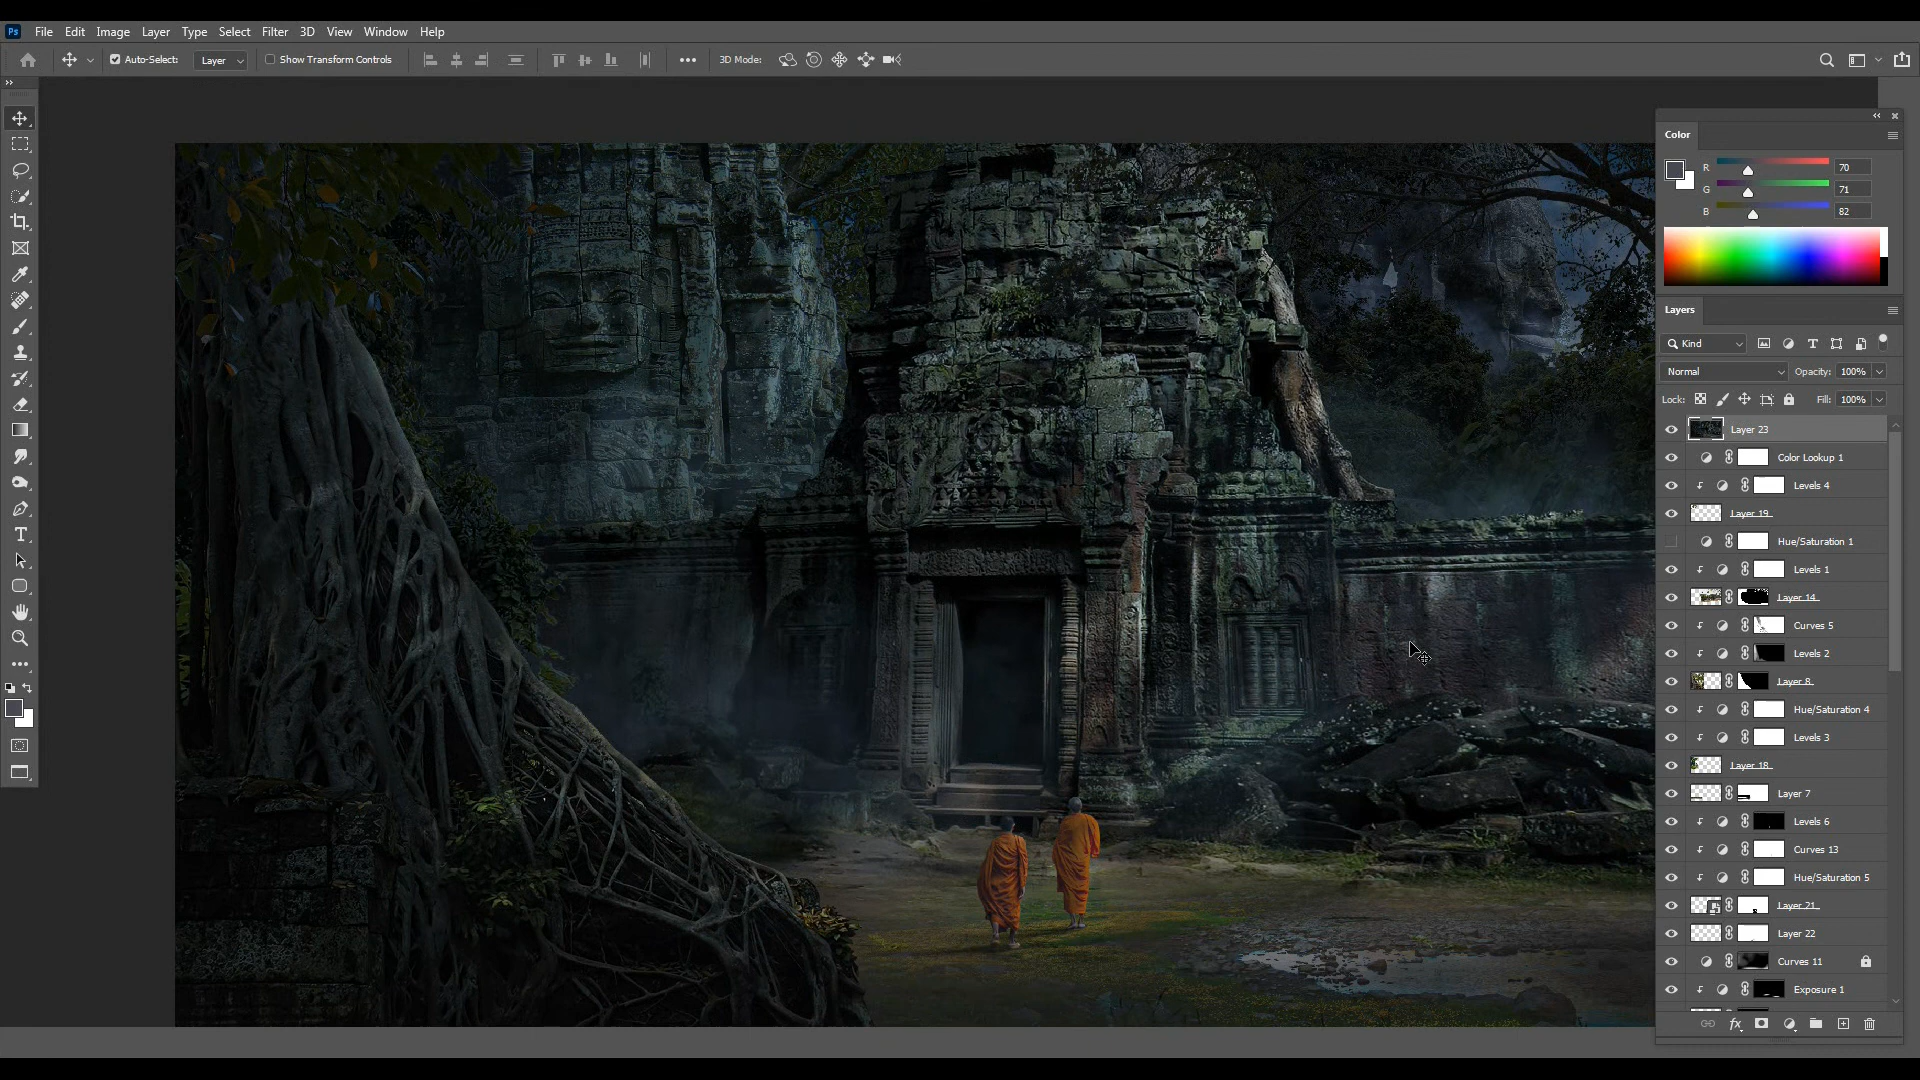 Ps File Edit Image Layer Type Select Filter 3D View Window Help
Auto-Select: Layer Show Transform Controls 3D Mode:
Color
R 70
G 71
B 82
Layers
Kind
Normal Opacity: 100%
Lock: Fill: 100%
Layer 23
Color Lookup 1
Levels 4
Layer 19
Hue/Saturation 1
Levels 1
Layer 14
Curves 5
Levels 2
Layer 8
Hue/Saturation 4
Levels 3
Layer 18
Layer 7
Levels 6
Curves 13
Hue/Saturation 5
Layer 21
Layer 22
Curves 11
Exposure 1
fx